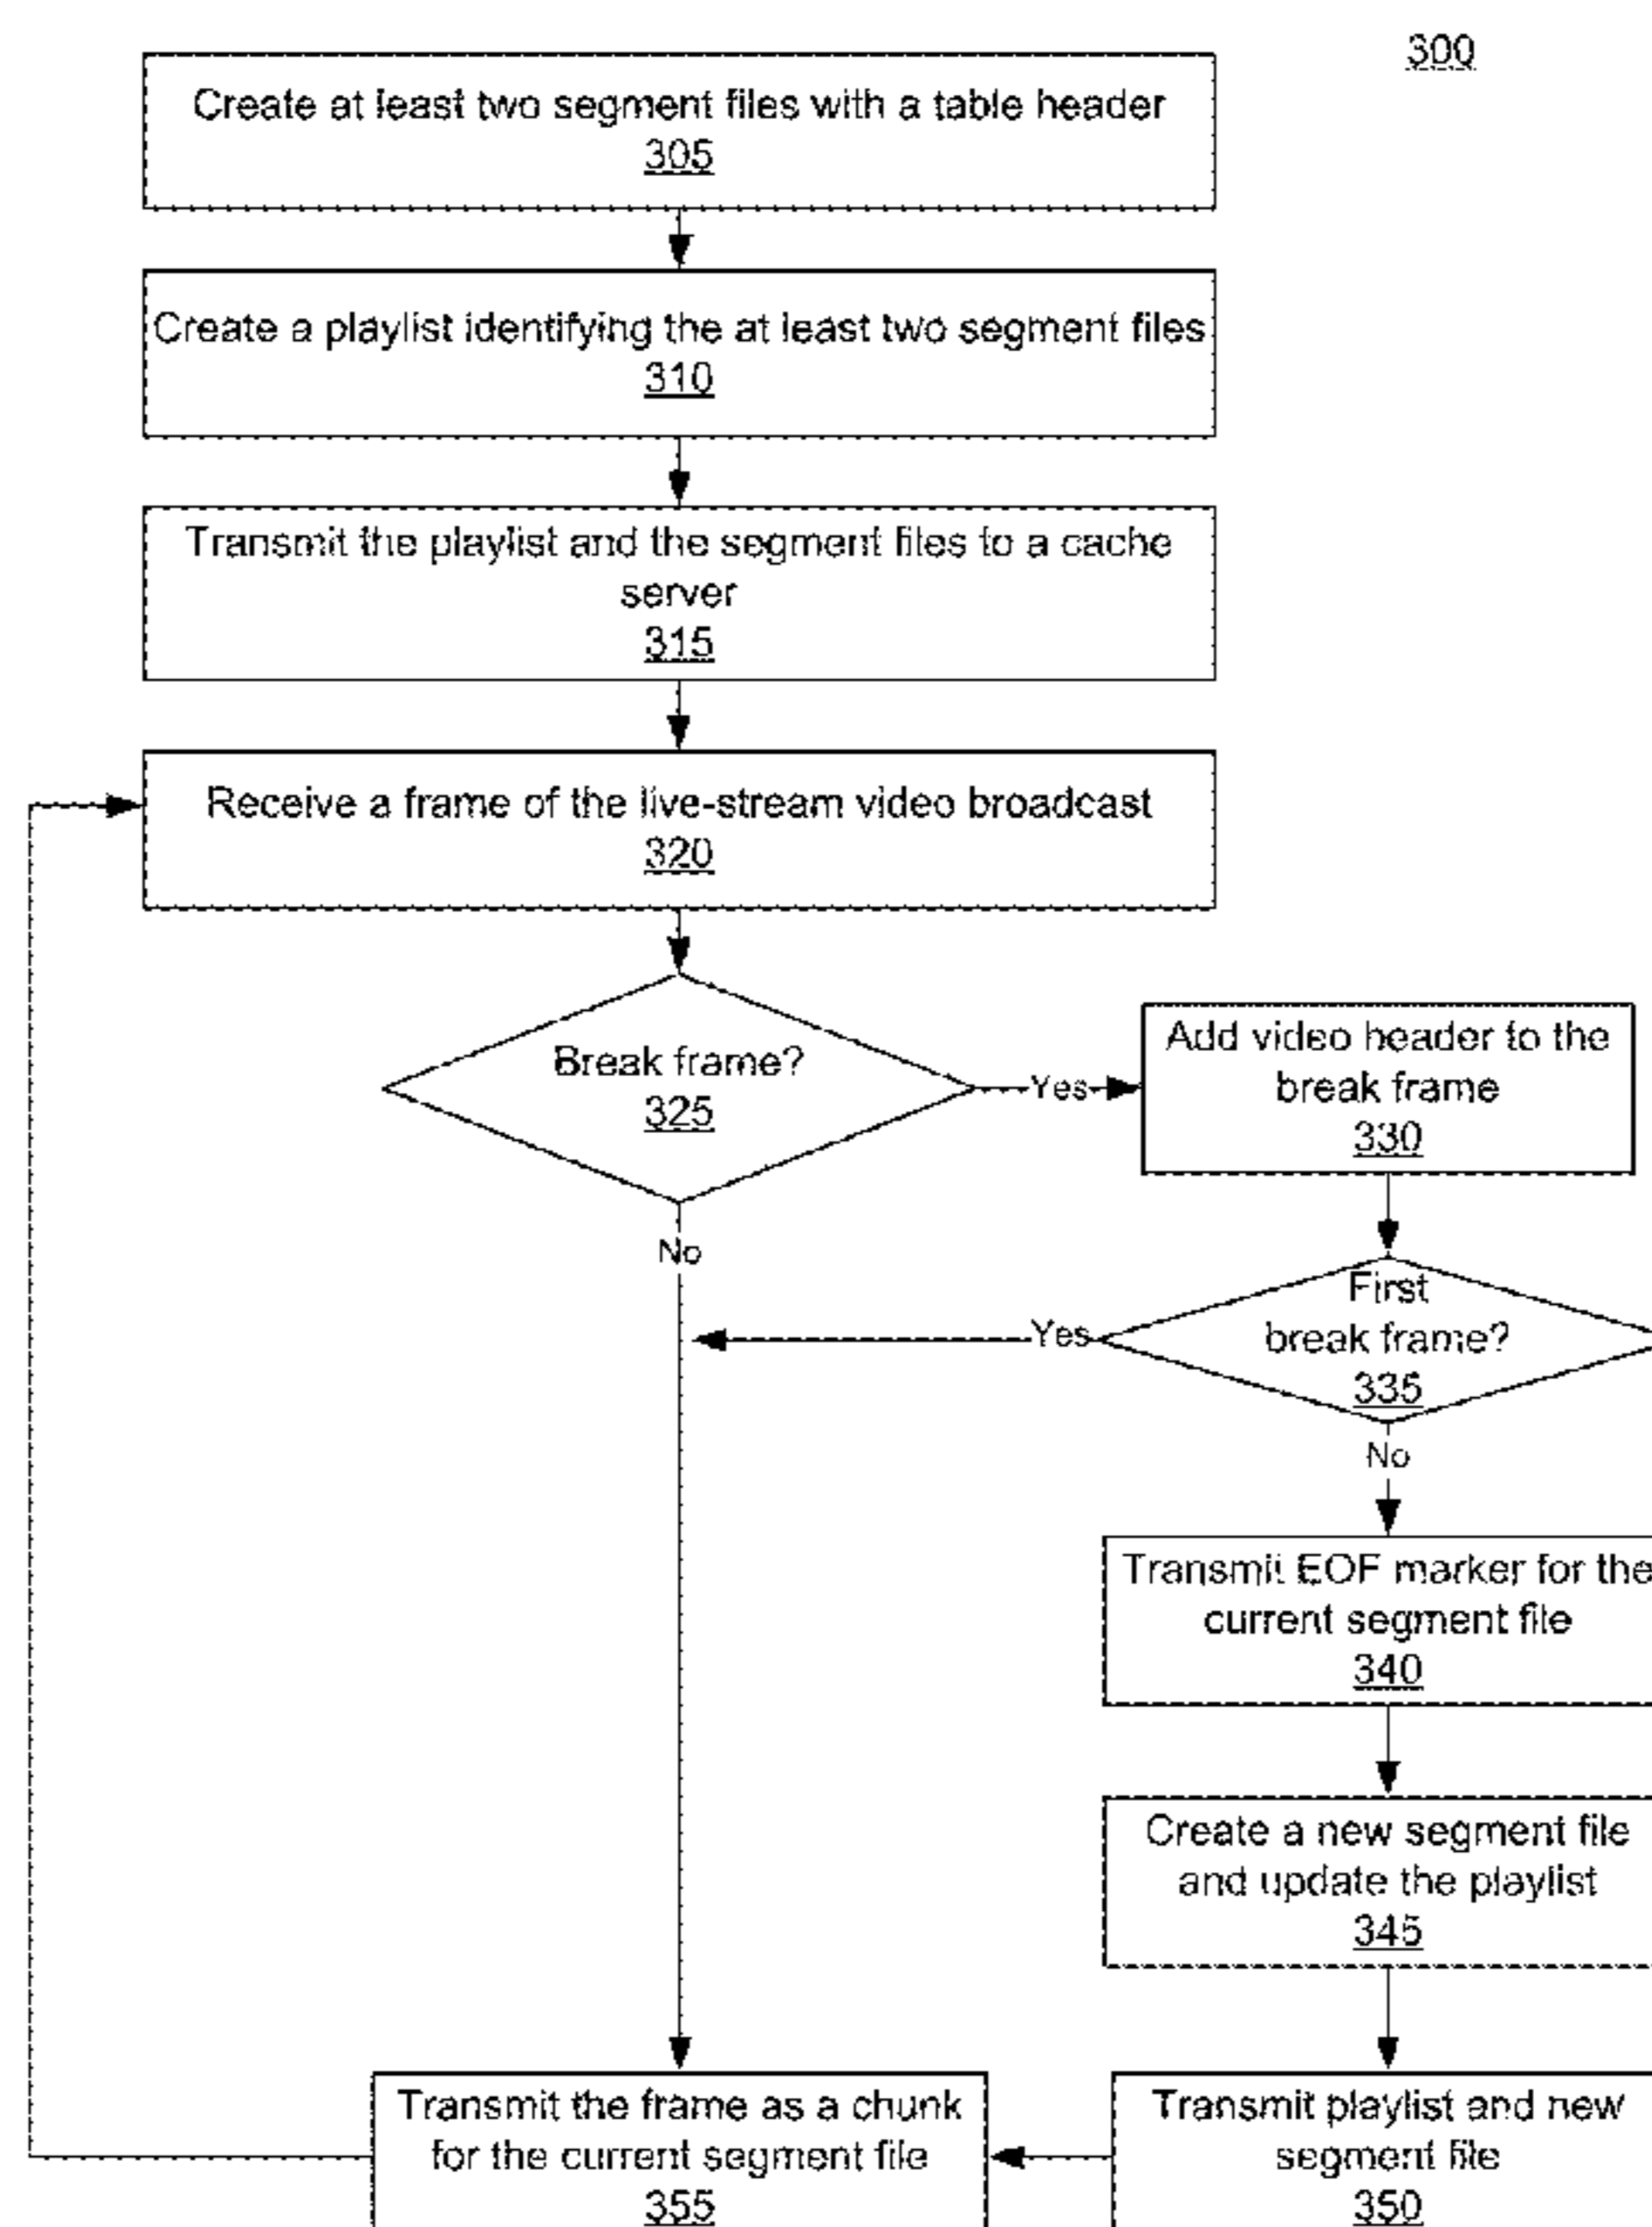 300
Create at least two segment files with a table header
305
Create a playlist identifying the at least two segment files
310
Transmit the playlist and the segment files to a cache
server
315
Receive a frame of the live-stream video broadcast
320
Break frame?
325
Yes
Add video header to the
break frame
330
No
First
break frame?
335
Yes
No
Transmit EOF marker for the
current segment file
340
Create a new segment file
and update the playlist
345
Transmit the frame as a chunk
for the current segment file
355
Transmit playlist and new
segment file
350